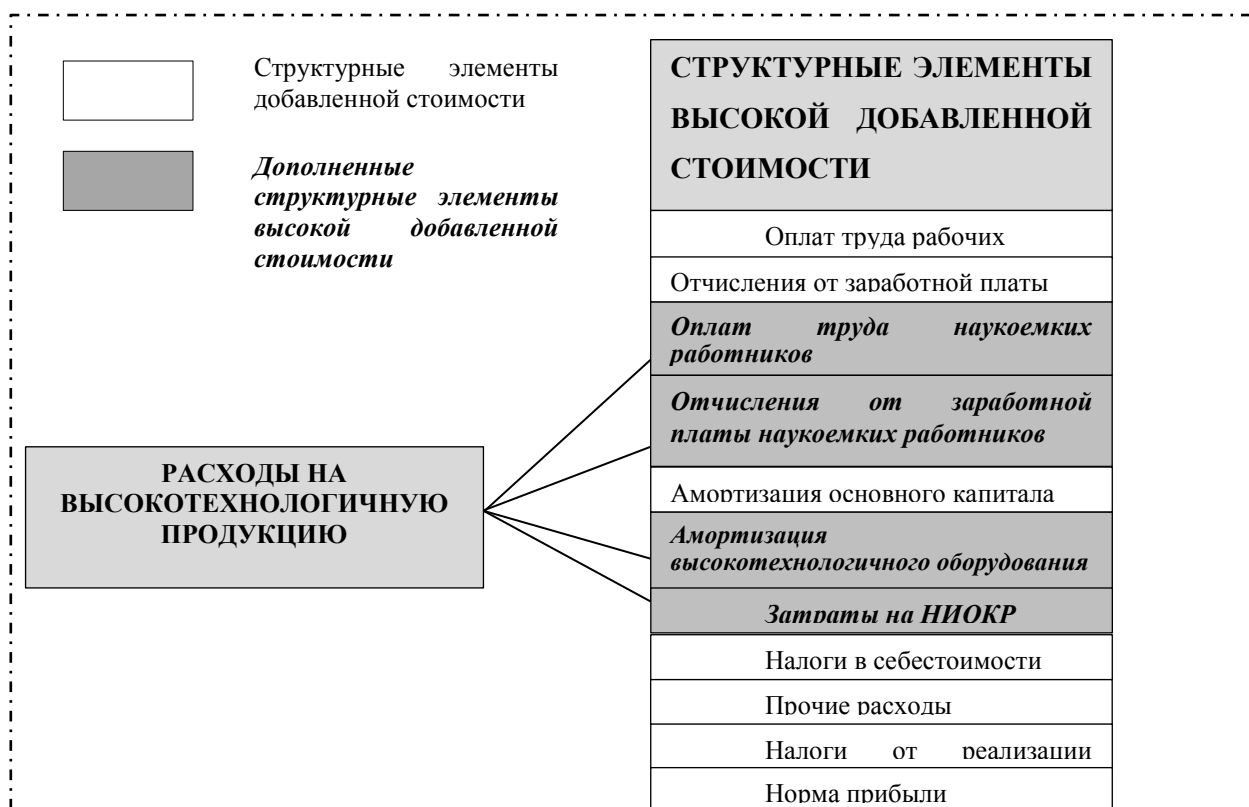 Структурные элементы
добавленной стоимости
Дополненные
структурные элементы
высокой добавленной
стоимости
СТРУКТУРНЫЕ ЭЛЕМЕНТЫ
ВЫСОКОЙ ДОБАВЛЕННОЙ
СТОИМОСТИ
Оплат труда рабочих
Отчисления от заработной платы
Оплат труда наукоемких
работников
Отчисления от заработной
платы наукоемких работников
Амортизация основного капитала
Амортизация
высокотехнологичного оборудования
Затраты на НИОКР
Налоги в себестоимости
Прочие расходы
Налоги от реализации
Норма прибыли
РАСХОДЫ НА
ВЫСОКОТЕХНОЛОГИЧНУЮ
ПРОДУКЦИЮ